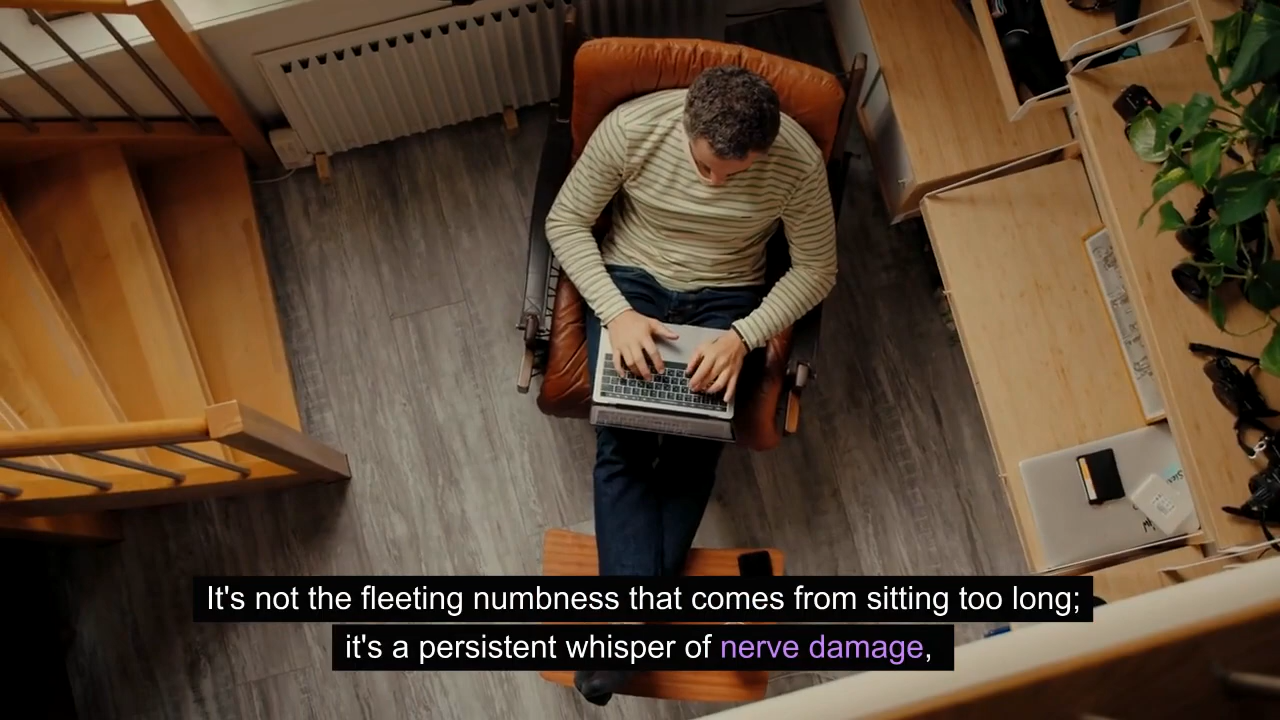 It's not the fleeting numbness that comes from sitting too long;
it's a persistent whisper of nerve damage,